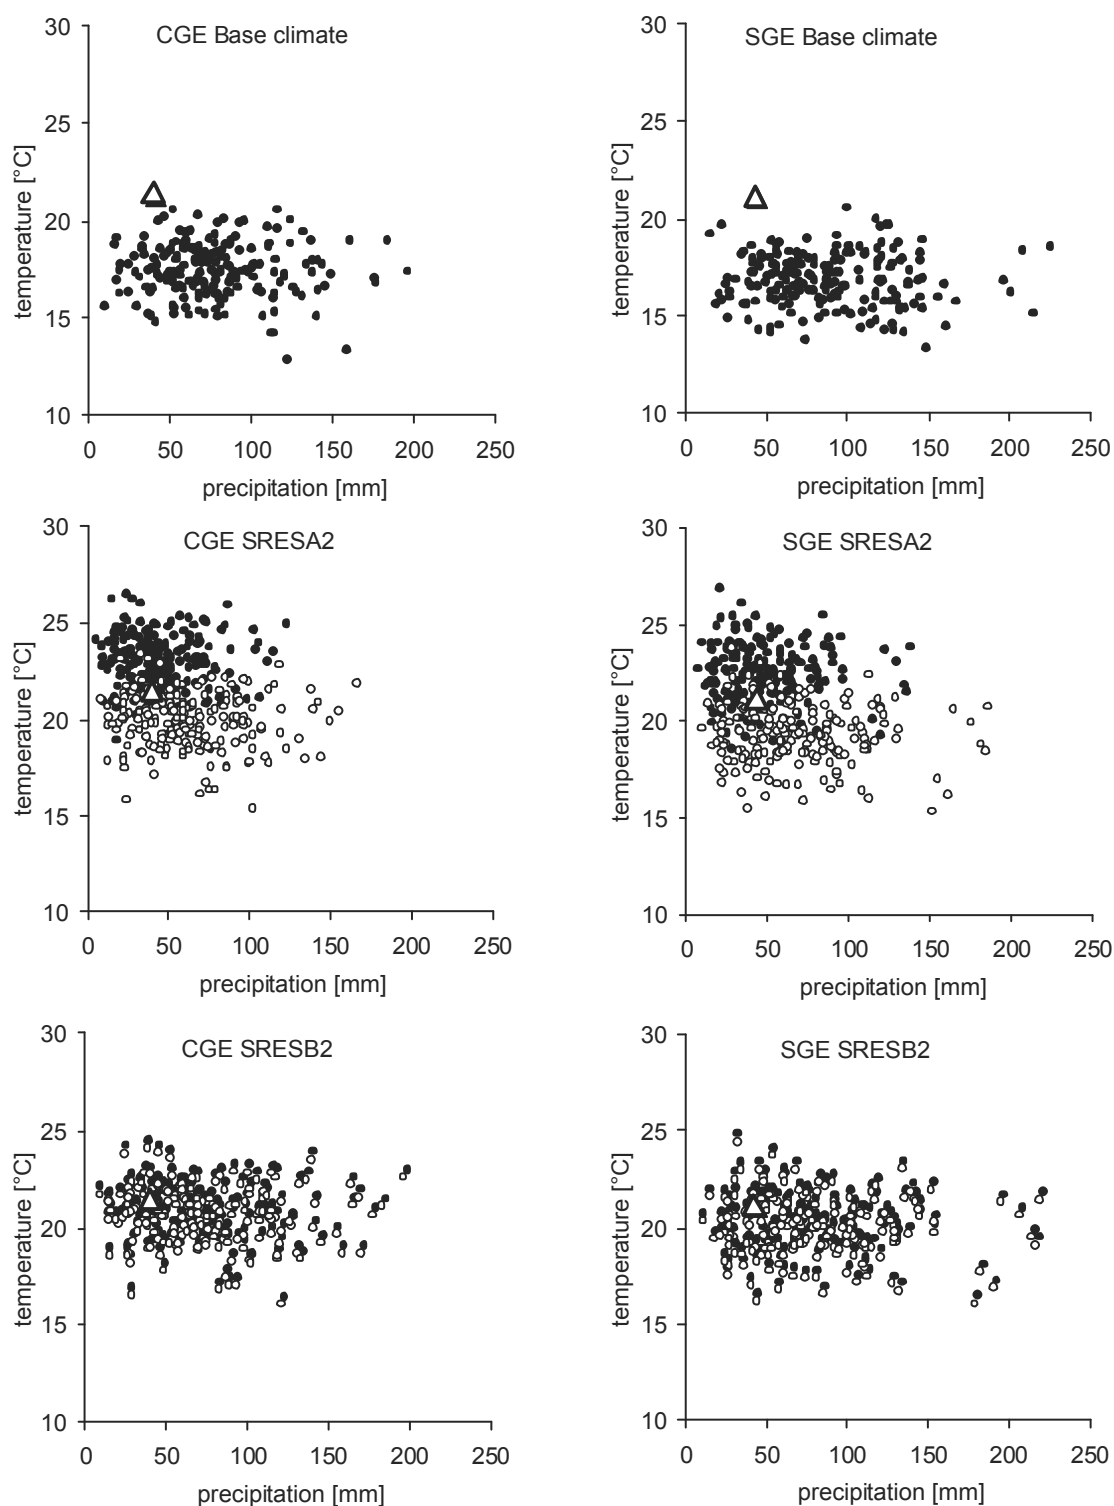 CGE Base climate
30
25
20
15
10
temperature [°C]
0 50 100 150 200 250
precipitation [mm]
SGE Base climate
30
25
20
15
10
temperature [°C]
0 50 100 150 200 250
precipitation [mm]
CGE SRESA2
30
25
20
15
10
temperature [°C]
0 50 100 150 200 250
precipitation [mm]
SGE SRESA2
30
25
20
15
10
temperature [°C]
0 50 100 150 200 250
precipitation [mm]
CGE SRESB2
30
25
20
15
10
temperature [°C]
0 50 100 150 200 250
precipitation [mm]
SGE SRESB2
30
25
20
15
10
temperature [°C]
0 50 100 150 200 250
precipitation [mm]